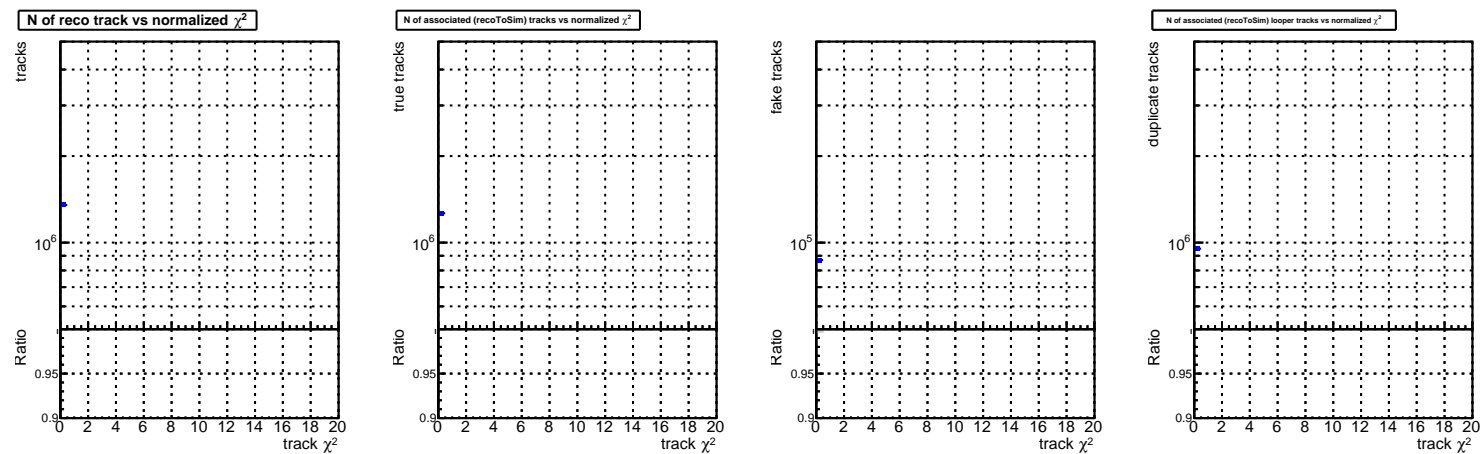 N of reco track vs normalized χ²
tracks
10⁶
Ratio
0.95
0.9
0 2 4 6 8 10 12 14 16 18 20
track χ²
N of associated (recoToSim) tracks vs normalized χ²
true tracks
10⁶
Ratio
0.95
0.9
0 2 4 6 8 10 12 14 16 18 20
track χ²
fake tracks
10⁵
Ratio
0.95
0.9
0 2 4 6 8 10 12 14 16 18 20
track χ²
N of associated (recoToSim) looper tracks vs normalized χ²
duplicate tracks
10⁶
Ratio
0.95
0.9
0 2 4 6 8 10 12 14 16 18 20
track χ²